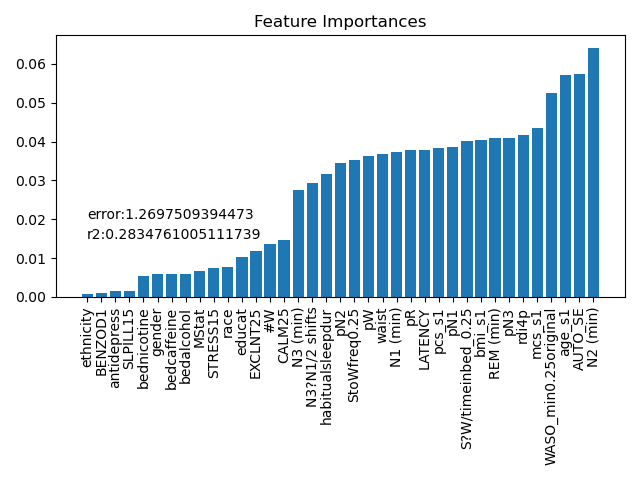 Feature Importances
0.06
0.05
0.04
0.03
0.02
0.01
0.00
error:1.2697509394473
r2:0.2834761005111739
ethnicity
BENZOD1
antidepress
SLPILL15
bednicotine
gender
bedcaffeine
bedalcohol
MStat
STRESS15
race
educat
EXCLNT25
#W
CALM25
N3 (min)
N3?N1/2 shifts
habitualsleepdur
pN2
StoWfreq0.25
pW
waist
N1 (min)
pR
LATENCY
pcs_s1
pN1
S?W/timeinbed_0.25
bmi_s1
REM (min)
pN3
rdi4p
mcs_s1
WASO_min0.25original
age_s1
AUTO_SE
N2 (min)